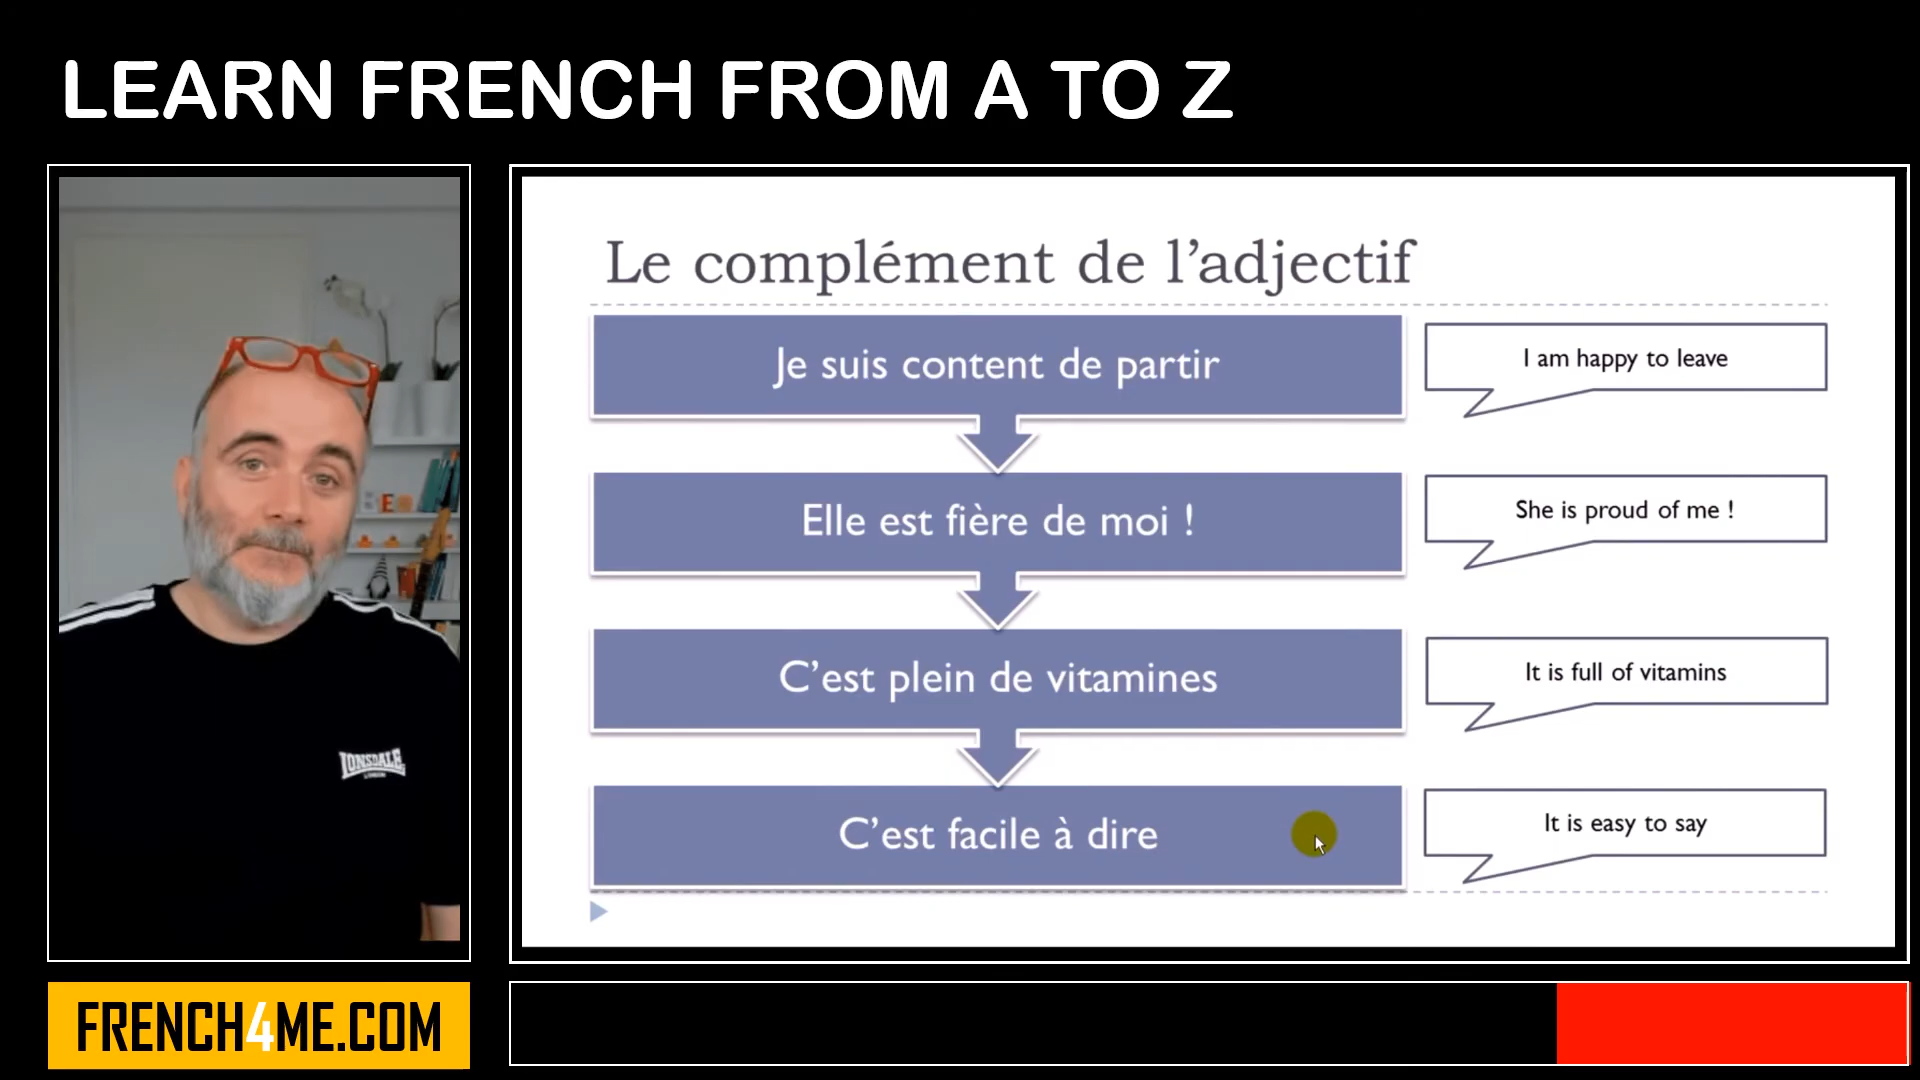 LEARN FRENCH FROM A TO Z
Le complément de l’adjectif
Je suis content de partir
I am happy to leave
Elle est fière de moi !
She is proud of me !
C’est plein de vitamines
It is full of vitamins
C’est facile à dire
It is easy to say
LONSDALE
LONDON
E
FRENCH4ME.COM